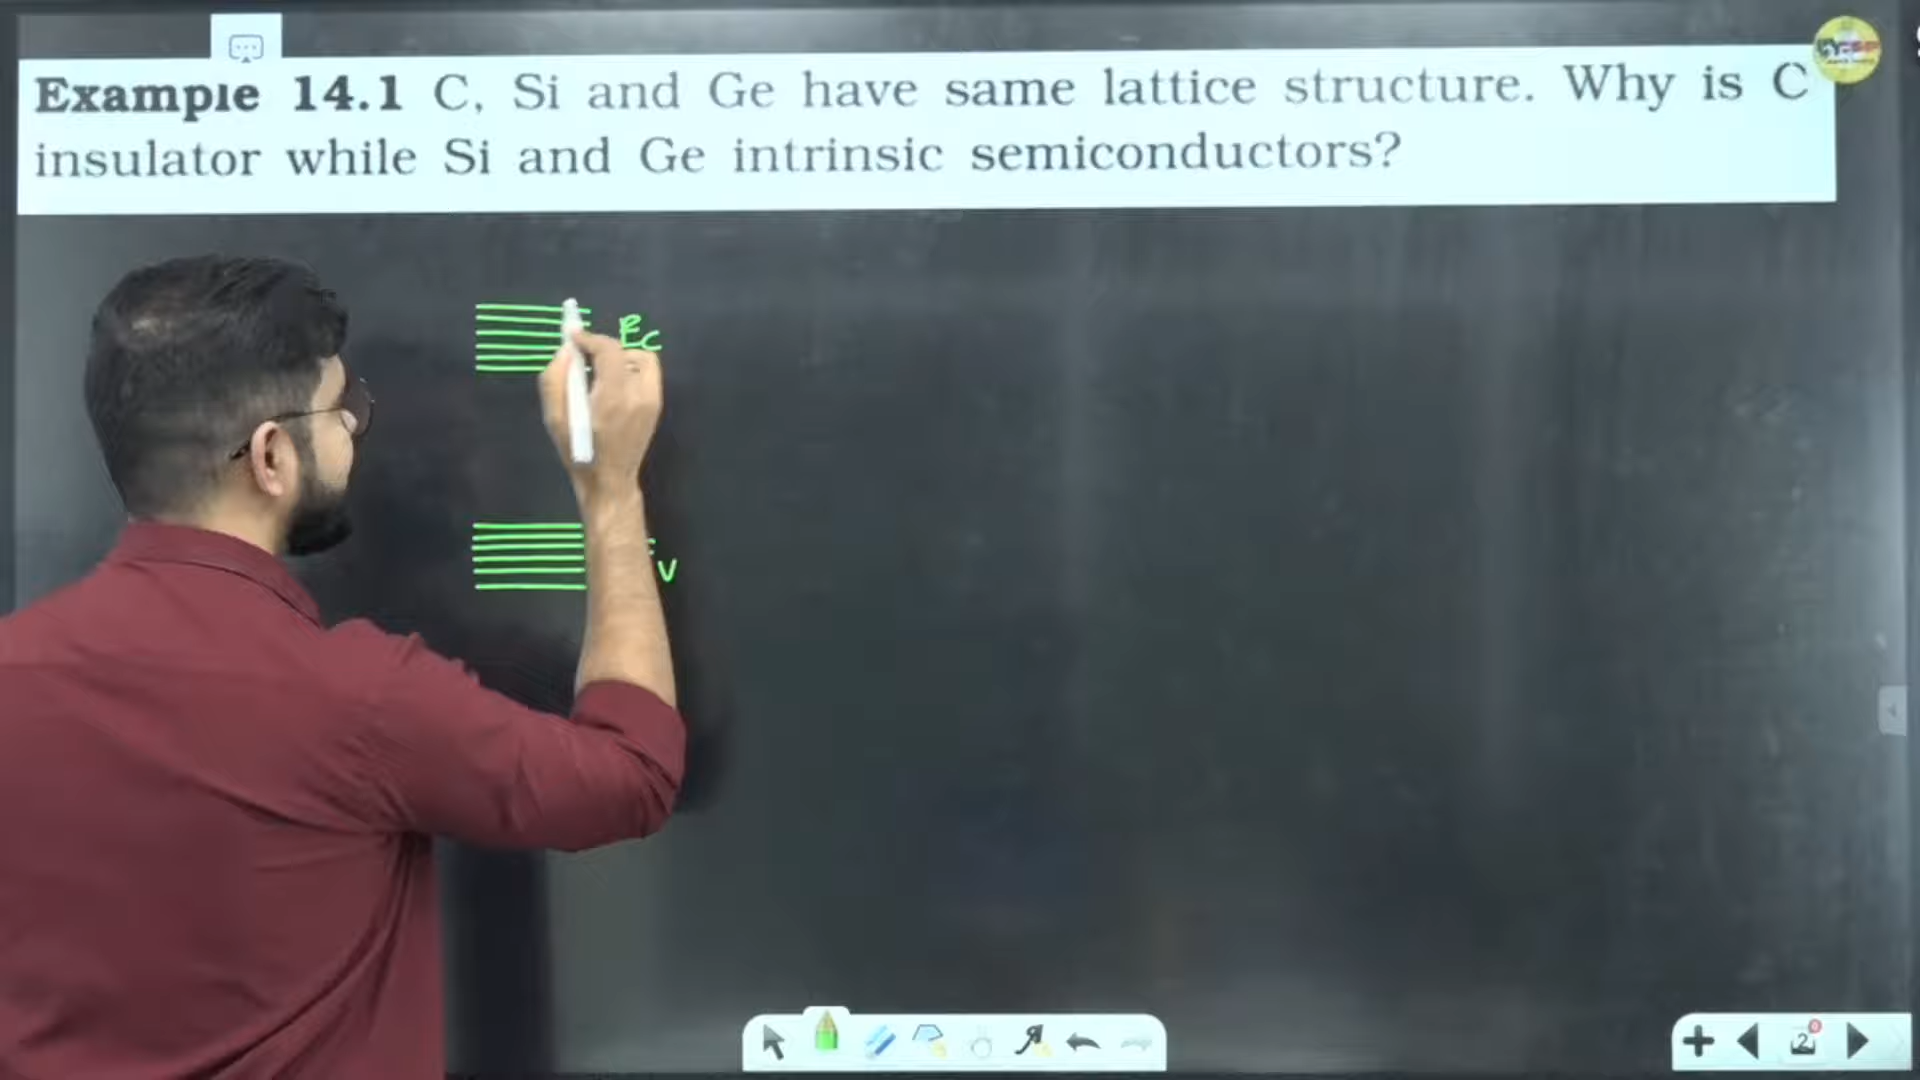 Example 14.1 C, Si and Ge have same lattice structure. Why is C
insulator while Si and Ge intrinsic semiconductors?
Ec
V
2